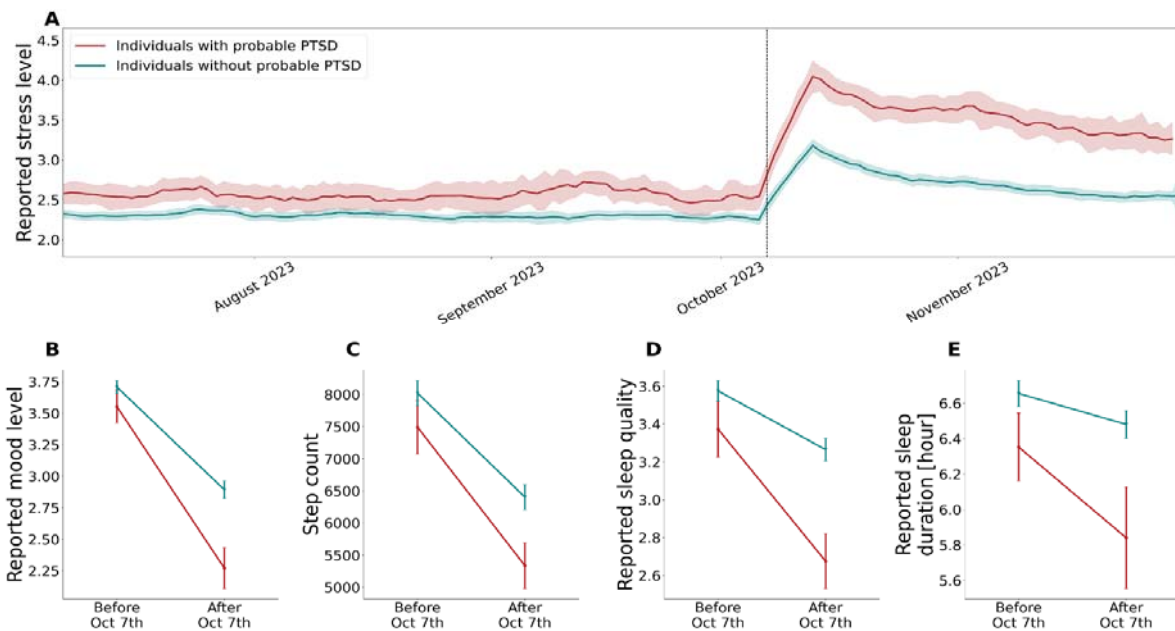 A
Reported stress level
4.5
4.0
3.5
3.0
2.5
2.0
Individuals with probable PTSD
Individuals without probable PTSD
August 2023
September 2023
October 2023
November 2023
B
Reported mood level
3.75
3.50
3.25
3.00
2.75
2.50
2.25
Before
Oct 7th
After
Oct 7th
C
Step count
8000
7500
7000
6500
6000
5500
5000
Before
Oct 7th
After
Oct 7th
D
Reported sleep quality
3.6
3.4
3.2
3.0
2.8
2.6
Before
Oct 7th
After
Oct 7th
E
Reported sleep
duration [hour]
6.6
6.4
6.2
6.0
5.8
5.6
Before
Oct 7th
After
Oct 7th